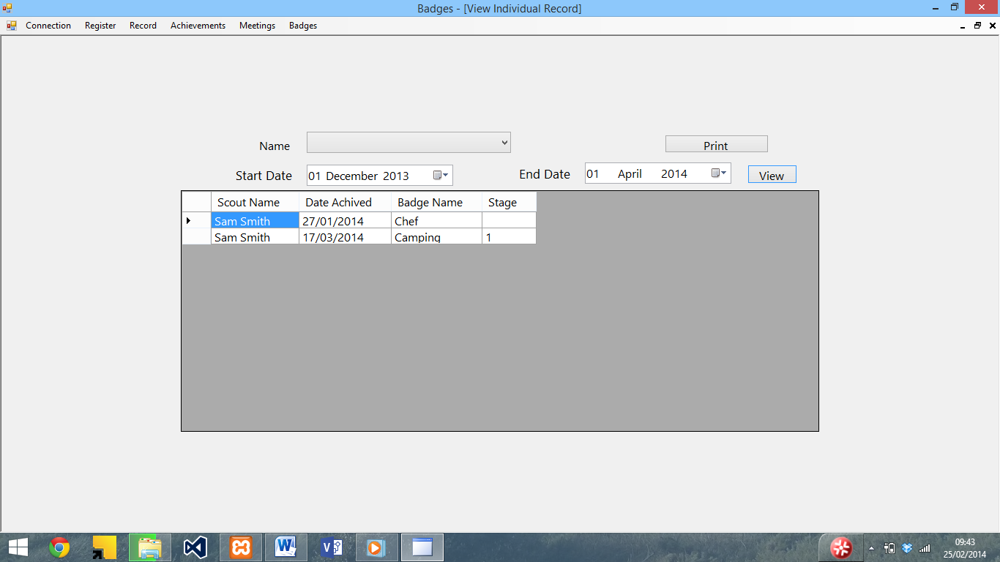 Badges - [View Individual Record]
Connection Register Record Achievements Meetings Badges
Name Print
Start Date 01 December 2013 End Date 01 April 2014 View
Scout Name Date Achived Badge Name Stage
Sam Smith 27/01/2014 Chef
Sam Smith 17/03/2014 Camping 1
09:43
25/02/2014